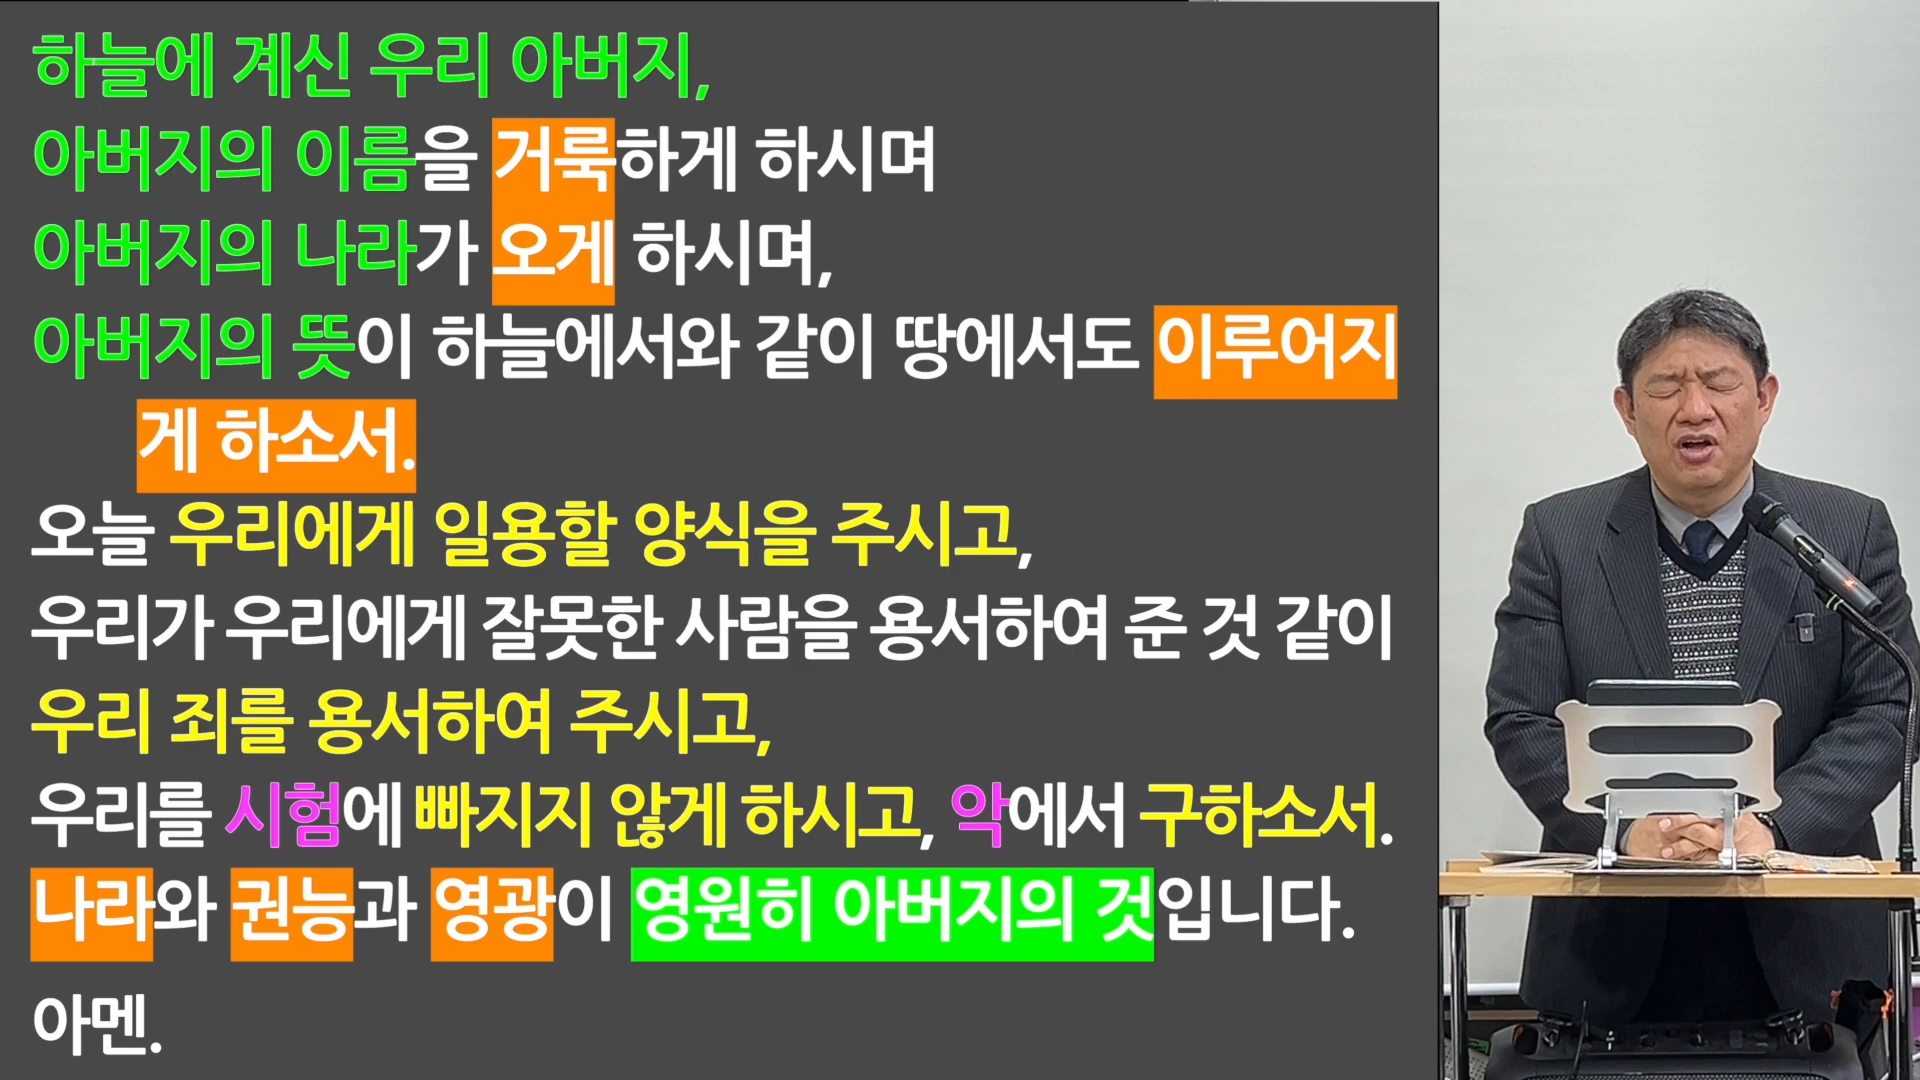 하늘에 계신 우리 아버지,
아버지의 이름을 거룩하게 하시며
아버지의 나라가 오게 하시며,
아버지의 뜻이 하늘에서와 같이 땅에서도 이루어지
게 하소서.
오늘 우리에게 일용할 양식을 주시고,
우리가 우리에게 잘못한 사람을 용서하여 준 것 같이
우리 죄를 용서하여 주시고,
우리를 시험에 빠지지 않게 하시고, 악에서 구하소서.
나라와 권능과 영광이 영원히 아버지의 것입니다.
아멘.